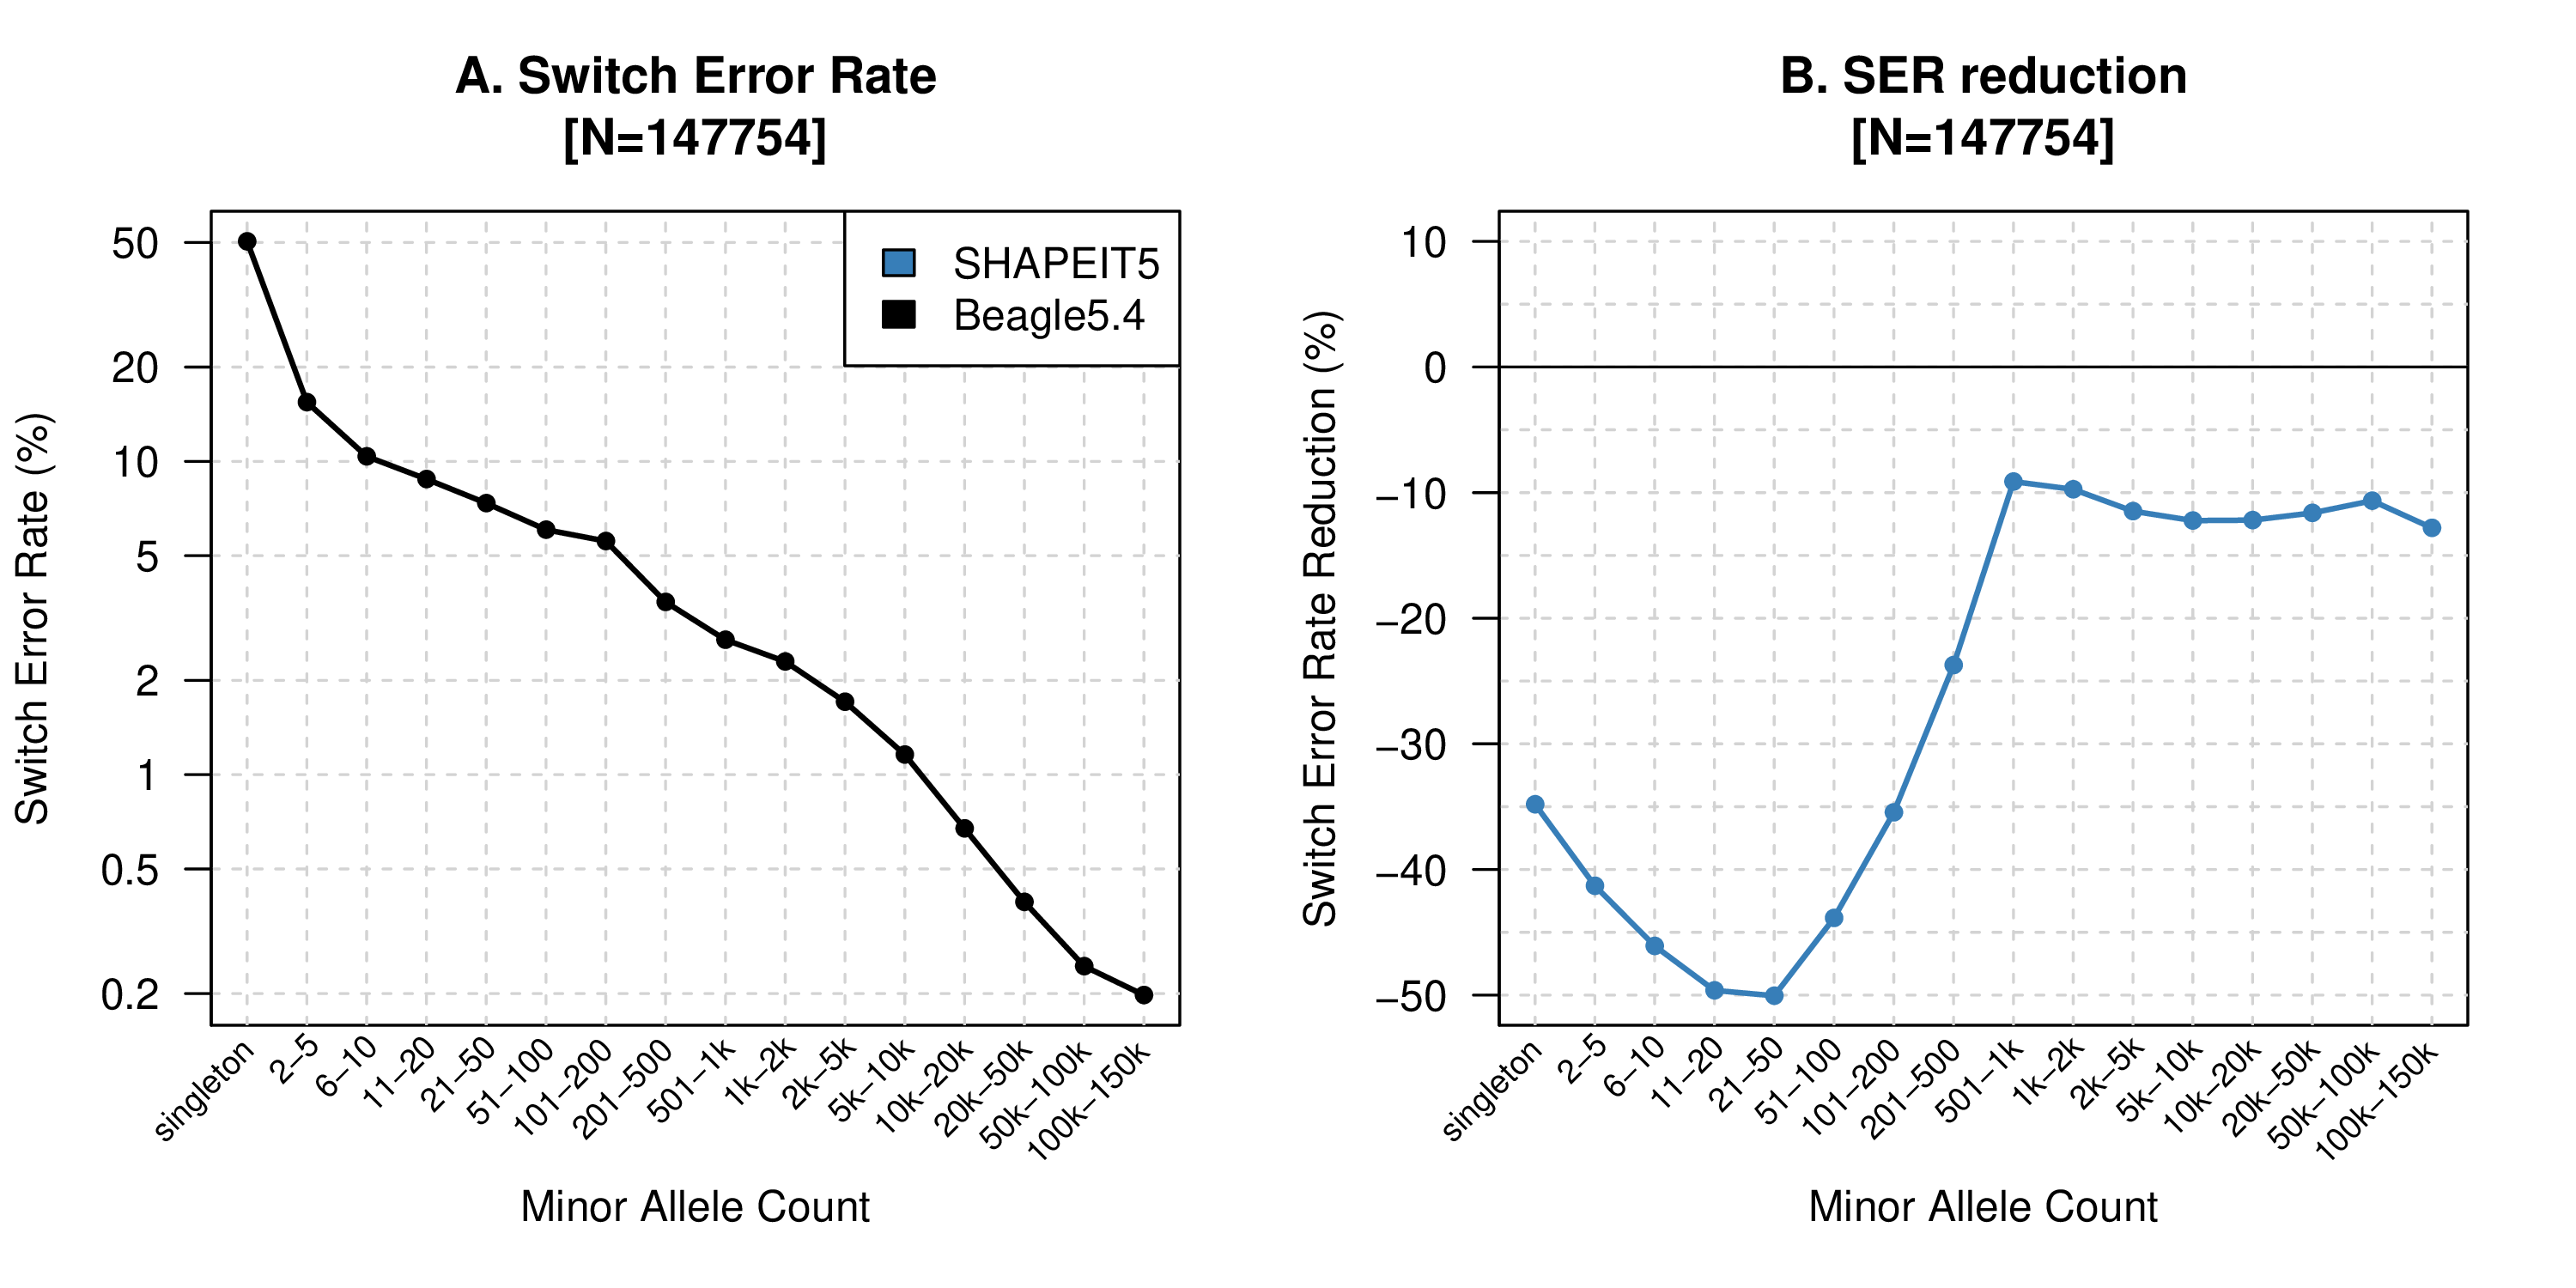 A. Switch Error Rate
[N=147754]
Switch Error Rate (%)
50
20
10
5
2
1
0.5
0.2
SHAPEIT5
Beagle5.4
singleton
2–5
6–10
11–20
21–50
51–100
101–200
201–500
501–1k
1k–2k
2k–5k
5k–10k
10k–20k
20k–50k
50k–100k
100k–150k
Minor Allele Count
B. SER reduction
[N=147754]
Switch Error Rate Reduction (%)
10
0
−10
−20
−30
−40
−50
singleton
2–5
6–10
11–20
21–50
51–100
101–200
201–500
501–1k
1k–2k
2k–5k
5k–10k
10k–20k
20k–50k
50k–100k
100k–150k
Minor Allele Count